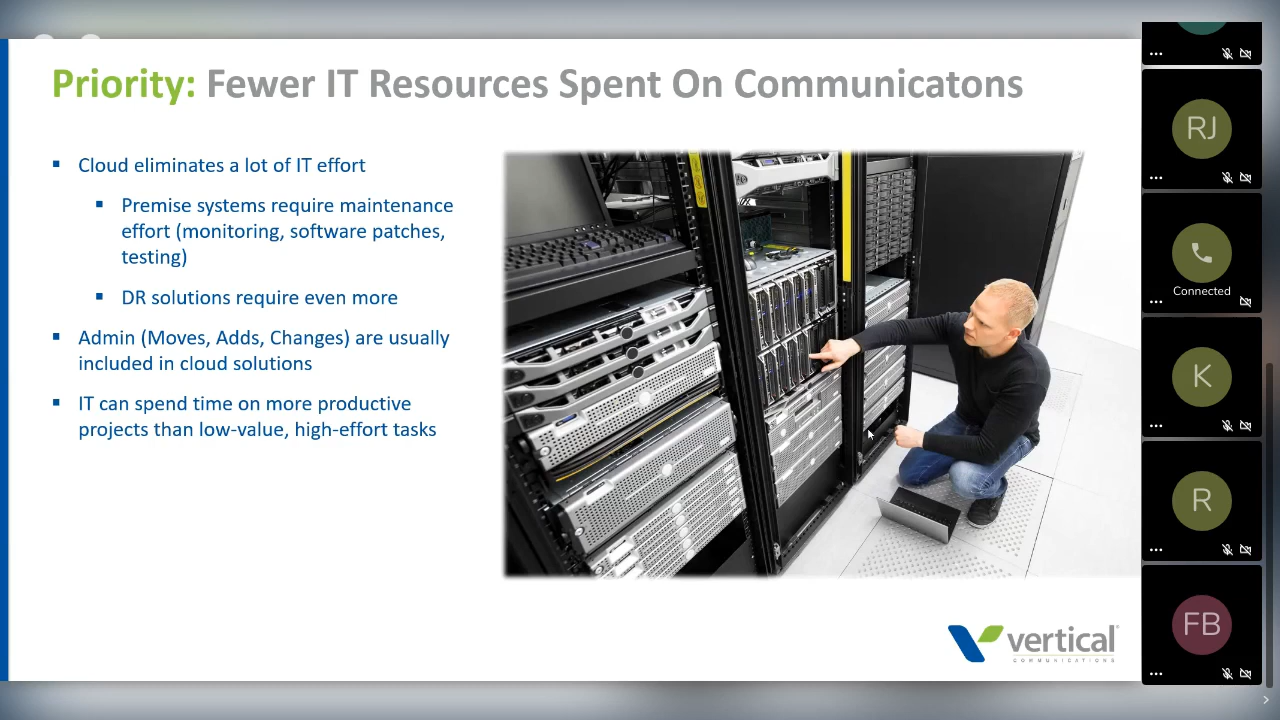 Priority: Fewer IT Resources Spent On Communicatons
Cloud eliminates a lot of IT effort
Premise systems require maintenance
effort (monitoring, software patches,
testing)
DR solutions require even more
Admin (Moves, Adds, Changes) are usually
included in cloud solutions
IT can spend time on more productive
projects than low-value, high-effort tasks
vertical
COMMUNICATIONS
RJ
Connected
K
R
FB